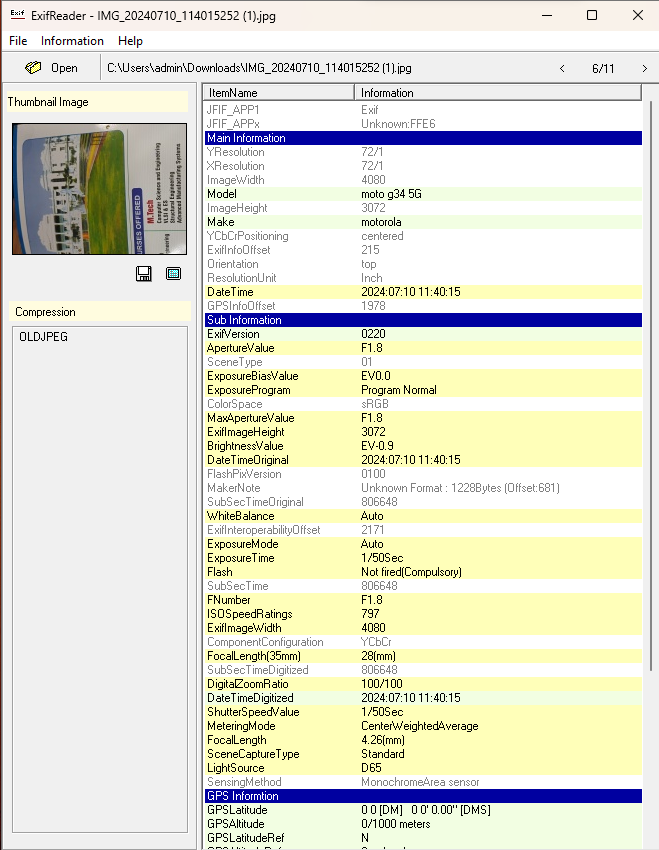 Exif ExifReader - IMG_20240710_114015252 (1).jpg
File Information Help
Open C:\Users\admin\Downloads\IMG_20240710_114015252 (1).jpg 6/11
Thumbnail Image
URSES OFFERED
M.Tech
Computer Science and Engineering
VLSI & ES
Structural Engineering
Advanced Manufacturing Systems
Compression
OLDJPEG
ItemName Information
JFIF_APP1 Exif
JFIF_APPx Unknown:FFE6
Main Information
YResolution 72/1
XResolution 72/1
ImageWidth 4080
Model moto g34 5G
ImageHeight 3072
Make motorola
YCbCrPositioning centered
ExifInfoOffset 215
Orientation top
ResolutionUnit Inch
DateTime 2024:07:10 11:40:15
GPSInfoOffset 1978
Sub Information
ExifVersion 0220
ApertureValue F1.8
SceneType 01
ExposureBiasValue EV0.0
ExposureProgram Program Normal
ColorSpace sRGB
MaxApertureValue F1.8
ExifImageHeight 3072
BrightnessValue EV-0.9
DateTimeOriginal 2024:07:10 11:40:15
FlashPixVersion 0100
MakerNote Unknown Format : 1228Bytes (Offset:681)
SubSecTimeOriginal 806648
WhiteBalance Auto
ExifInteroperabilityOffset 2171
ExposureMode Auto
ExposureTime 1/50Sec
Flash Not fired(Compulsory)
SubSecTime 806648
FNumber F1.8
ISOSpeedRatings 797
ExifImageWidth 4080
ComponentConfiguration YCbCr
FocalLength(35mm) 28(mm)
SubSecTimeDigitized 806648
DigitalZoomRatio 100/100
DateTimeDigitized 2024:07:10 11:40:15
ShutterSpeedValue 1/50Sec
MeteringMode CenterWeightedAverage
FocalLength 4.26(mm)
SceneCaptureType Standard
LightSource D65
SensingMethod MonochromeArea sensor
GPS Informtion
GPSLatitude 0 0 [DM] 0 0' 0.00" [DMS]
GPSAltitude 0/1000 meters
GPSLatitudeRef N